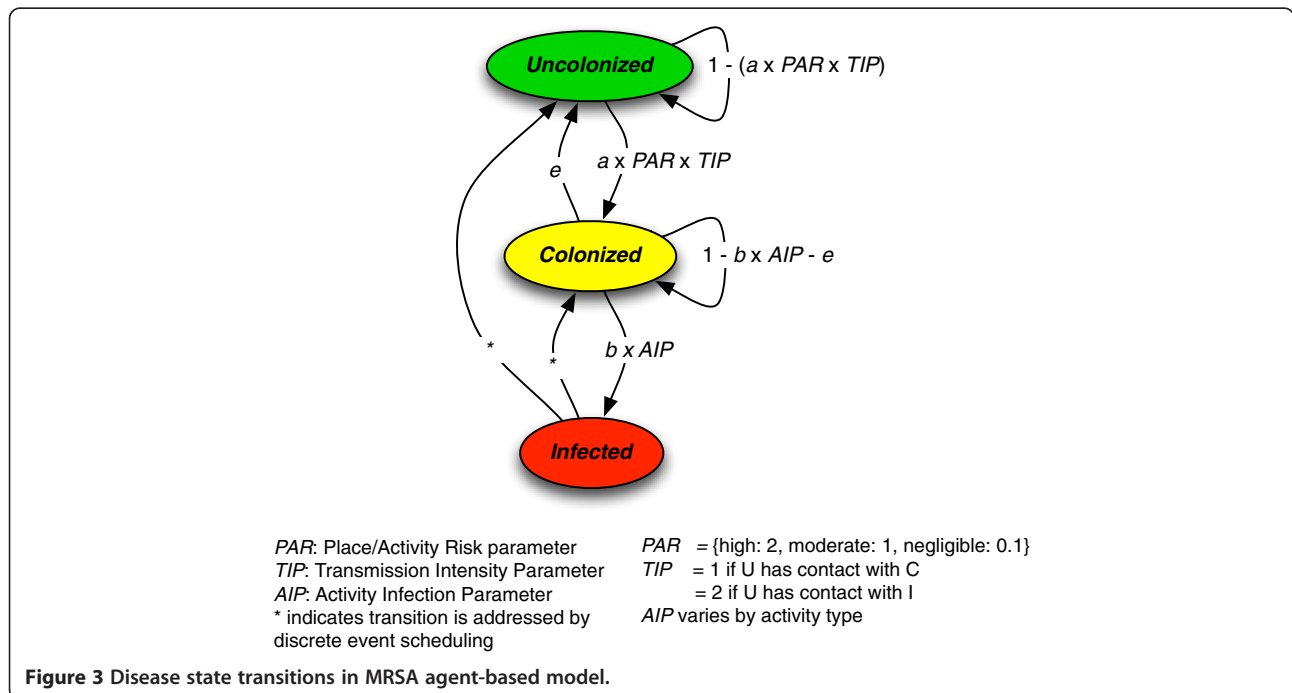 Uncolonized
1 - (a x PAR x TIP)
e
a x PAR x TIP
Colonized
1 - b x AIP - e
*
*
b x AIP
Infected
PAR: Place/Activity Risk parameter
TIP: Transmission Intensity Parameter
AIP: Activity Infection Parameter
* indicates transition is addressed by
discrete event scheduling
PAR = {high: 2, moderate: 1, negligible: 0.1}
TIP = 1 if U has contact with C
= 2 if U has contact with I
AIP varies by activity type
Figure 3 Disease state transitions in MRSA agent-based model.